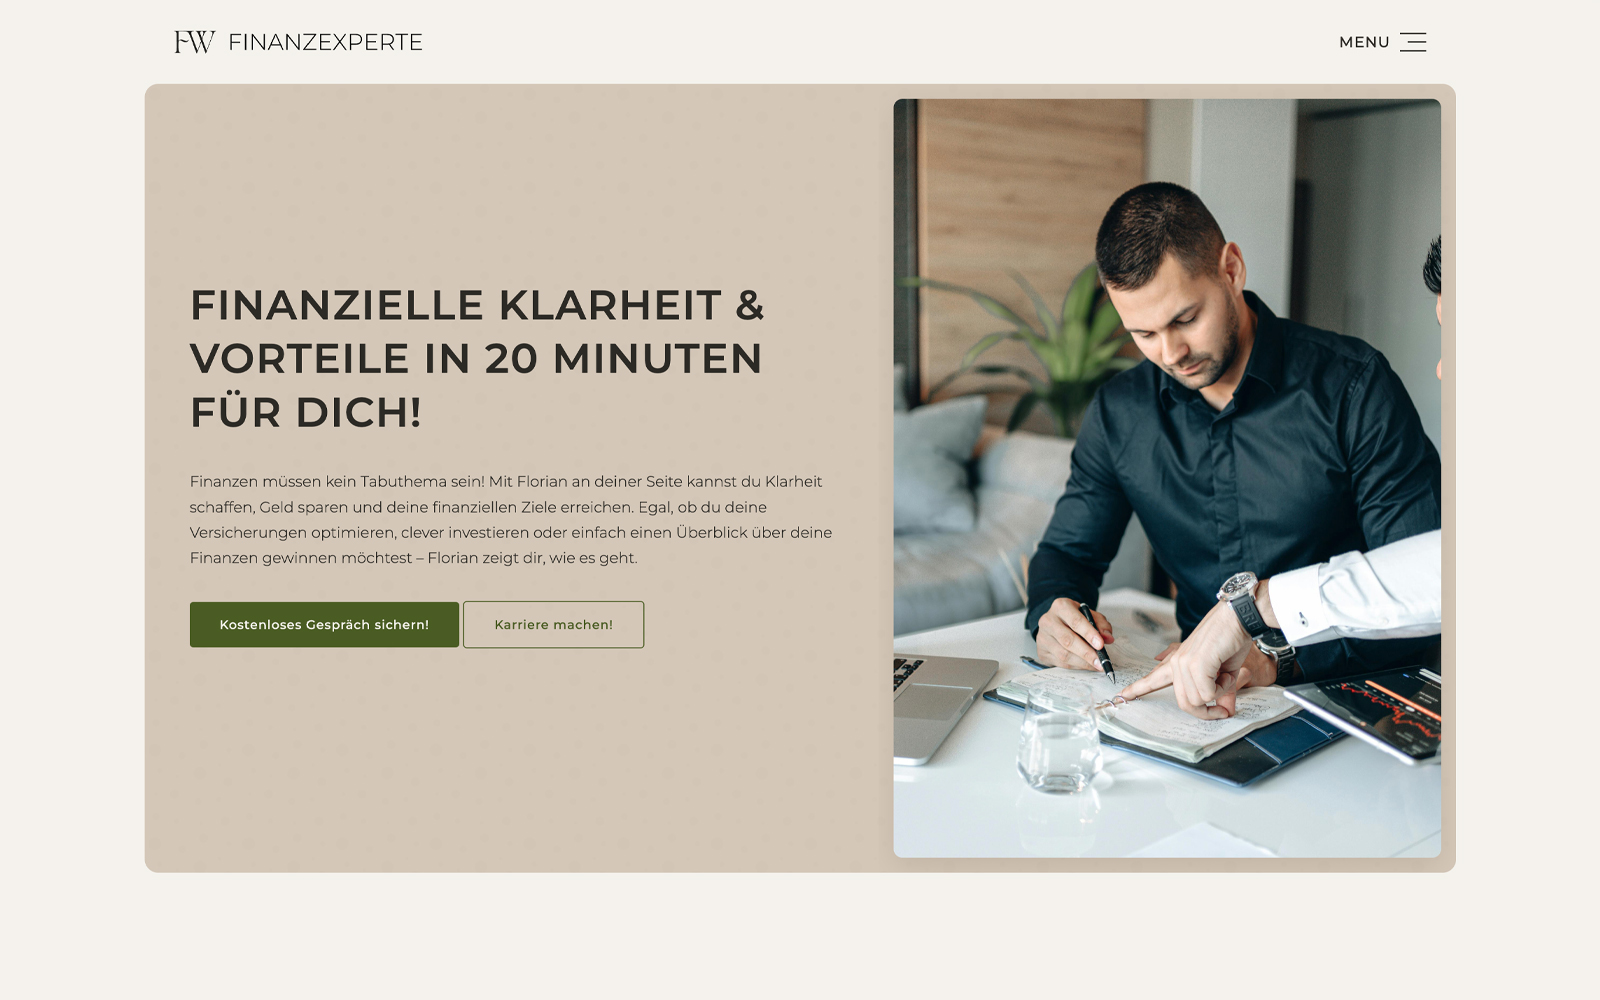 FW FINANZEXPERTE
MENU
FINANZIELLE KLARHEIT &
VORTEILE IN 20 MINUTEN
FÜR DICH!
Finanzen müssen kein Tabuthema sein! Mit Florian an deiner Seite kannst du Klarheit
schaffen, Geld sparen und deine finanziellen Ziele erreichen. Egal, ob du deine
Versicherungen optimieren, clever investieren oder einfach einen Überblick über deine
Finanzen gewinnen möchtest – Florian zeigt dir, wie es geht.
Kostenloses Gespräch sichern!
Karriere machen!